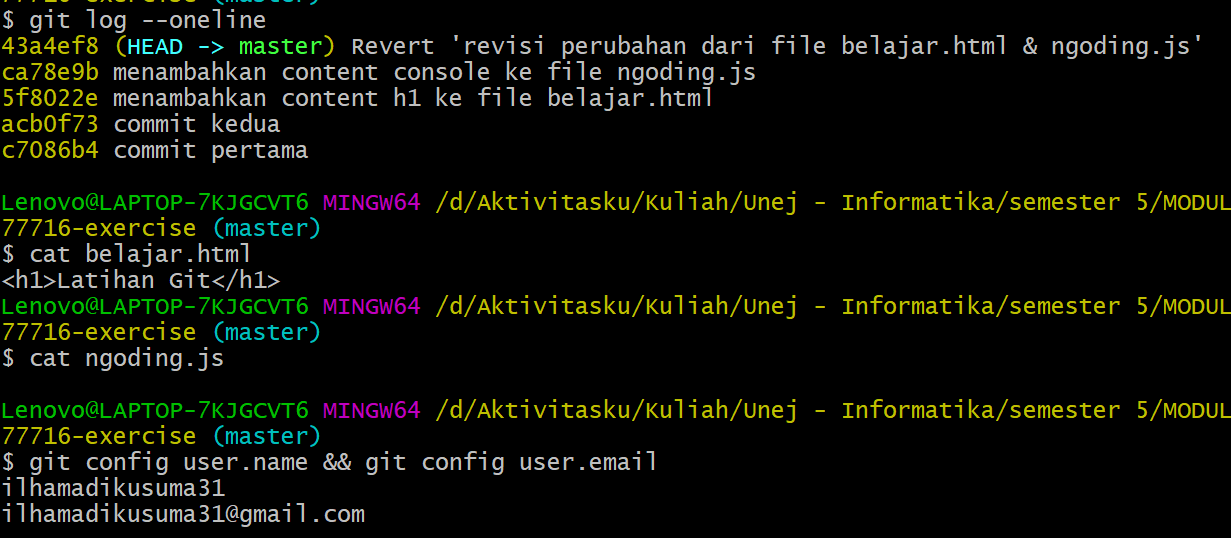 $ git log --oneline
43a4ef8 (HEAD -> master) Revert 'revisi perubahan dari file belajar.html & ngoding.js'
ca78e9b menambahkan content console ke file ngoding.js
5f8022e menambahkan content h1 ke file belajar.html
acb0f73 commit kedua
c7086b4 commit pertama
Lenovo@LAPTOP-7KJGCVT6 MINGW64 /d/Aktivitasku/Kuliah/Unej - Informatika/semester 5/MODUL
77716-exercise (master)
$ cat belajar.html
<h1>Latihan Git</h1>
Lenovo@LAPTOP-7KJGCVT6 MINGW64 /d/Aktivitasku/Kuliah/Unej - Informatika/semester 5/MODUL
77716-exercise (master)
$ cat ngoding.js
Lenovo@LAPTOP-7KJGCVT6 MINGW64 /d/Aktivitasku/Kuliah/Unej - Informatika/semester 5/MODUL
77716-exercise (master)
$ git config user.name && git config user.email
ilhamadikusuma31
ilhamadikusuma31@gmail.com